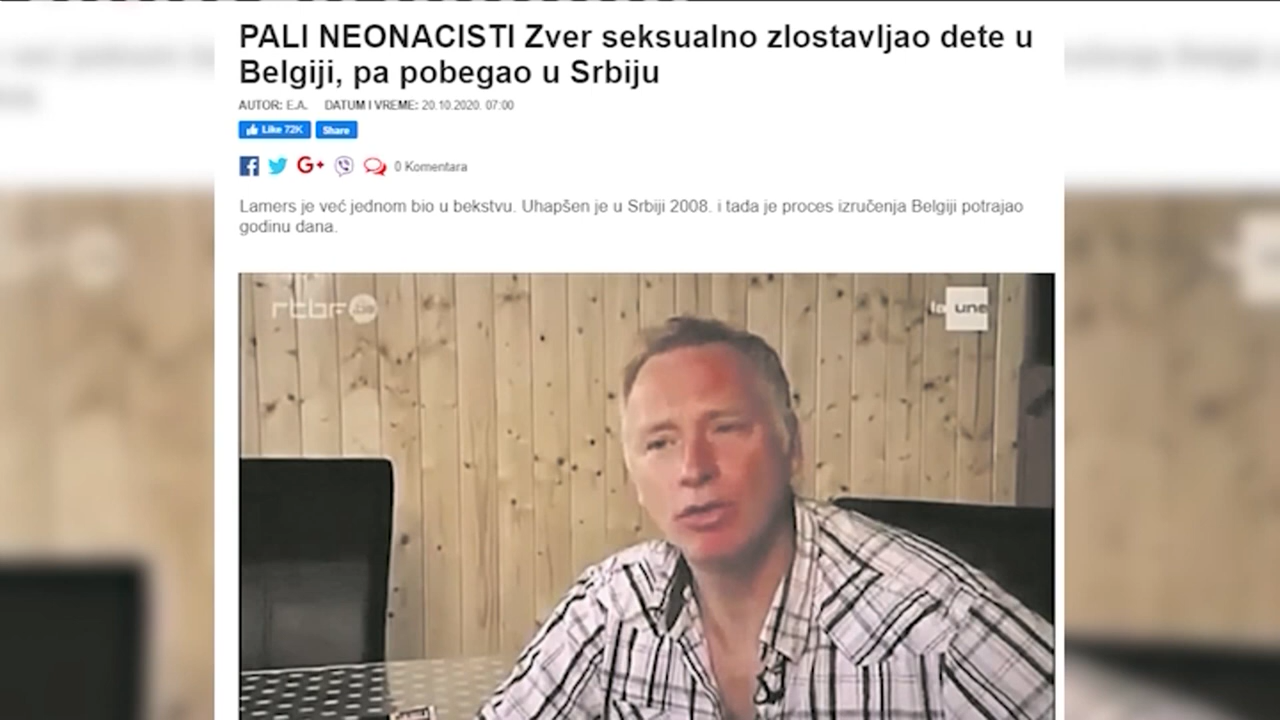 PALI NEONACISTI Zver seksualno zlostavljao dete u
Belgiji, pa pobegao u Srbiju
AUTOR: E.A. DATUM I VREME: 20.10.2020. 07:00
Like 72K Share
0 Komentara
Lamers je već jednom bio u bekstvu. Uhapšen je u Srbiji 2008. i tada je proces izručenja Belgiji potrajao
godinu dana.
rtbf.be la une